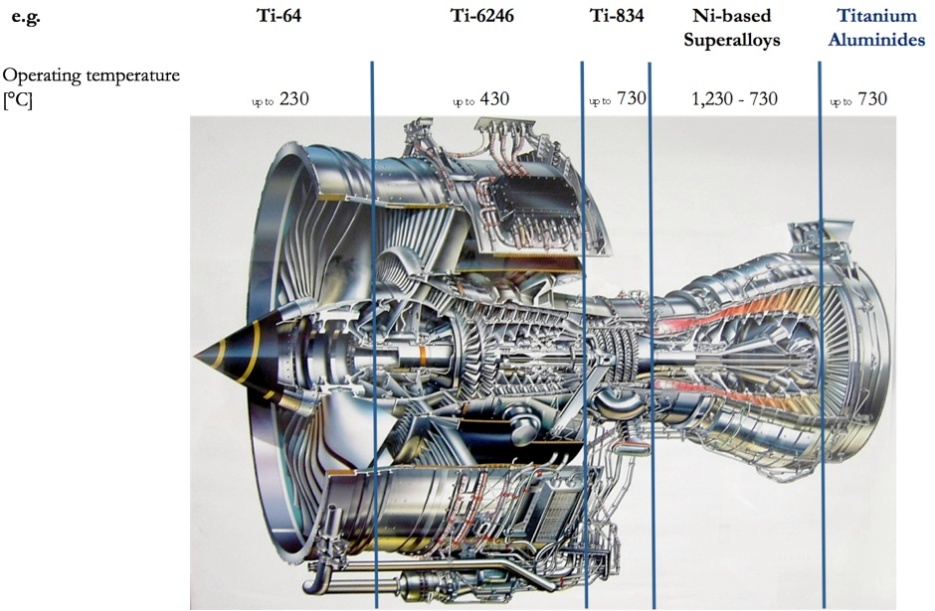 e.g. Ti-64 Ti-6246 Ti-834 Ni-based Titanium
Superalloys Aluminides
Operating temperature
[°C] up to 230 up to 430 up to 730 1,230 - 730 up to 730